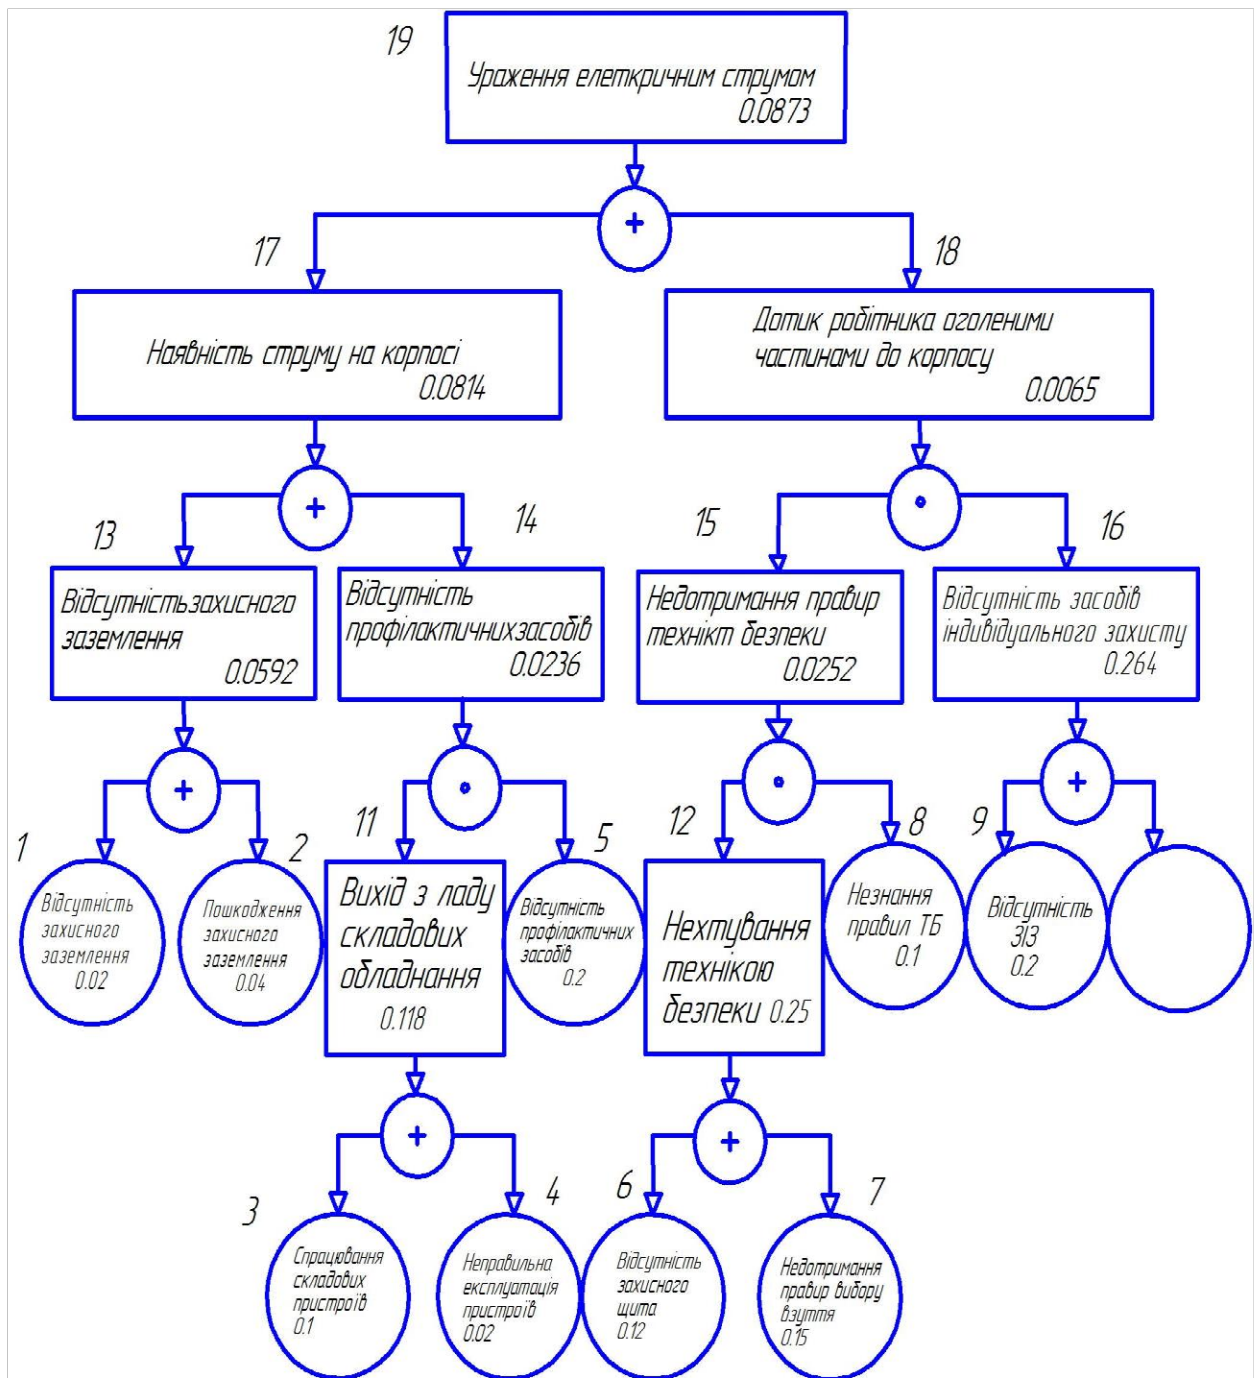 19
Ураження елеткричним струмом
0.0873
+
17
18
Наявність струму на корпосі
0.0814
Дотик робітника оголеними
частинами до корпосу
0.0065
+
13
14
15
16
Відсутність захисного
заземлення
0.0592
Відсутність
профілактичних засобів
0.0236
Недотримання правир
технікт безпеки
0.0252
Відсутність засобів
індивідуального захисту
0.264
+
+
1
2
11
5
12
8
9
Відсутність
захисного
заземлення
0.02
Пошкодження
захисного
заземлення
0.04
Вихід з ладу
складових
обладнання
0.118
Відсутність
профілактичних
засобів
0.2
Нехтування
технікою
безпеки 0.25
Незнання
правил ТБ
0.1
Відсутність
ЗІЗ
0.2
+
+
3
4
6
7
Спрацювання
складових
пристроїв
0.1
Неправильна
експлуатація
пристроїв
0.02
Відсутність
захисного
щита
0.12
Недотримання
правир вибору
взуття
0.15